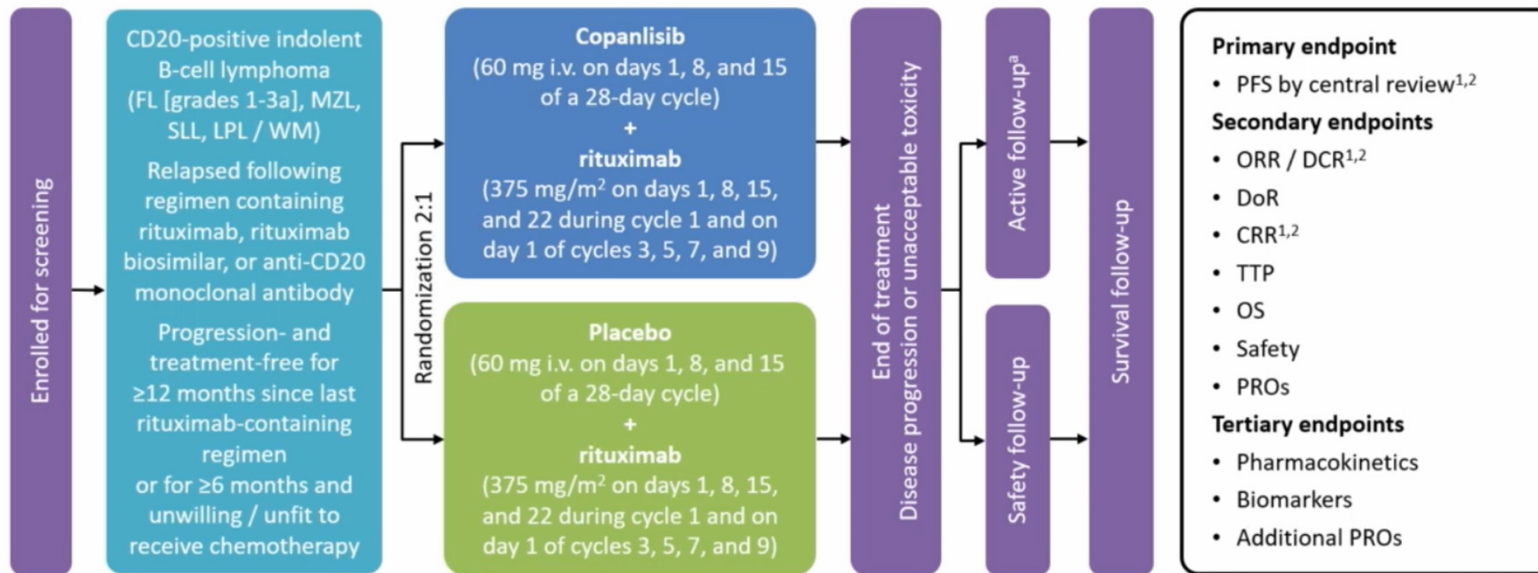 Enrolled for screening
CD20-positive indolent
B-cell lymphoma
(FL [grades 1-3a], MZL,
SLL, LPL / WM)
Relapsed following
regimen containing
rituximab, rituximab
biosimilar, or anti-CD20
monoclonal antibody
Progression- and
treatment-free for
≥12 months since last
rituximab-containing
regimen
or for ≥6 months and
unwilling / unfit to
receive chemotherapy
Randomization 2:1
Copanlisib
(60 mg i.v. on days 1, 8, and 15
of a 28-day cycle)
+
rituximab
(375 mg/m² on days 1, 8, 15,
and 22 during cycle 1 and on
day 1 of cycles 3, 5, 7, and 9)
Placebo
(60 mg i.v. on days 1, 8, and 15
of a 28-day cycle)
+
rituximab
(375 mg/m² on days 1, 8, 15,
and 22 during cycle 1 and on
day 1 of cycles 3, 5, 7, and 9)
End of treatment
Disease progression or unacceptable toxicity
Active follow-upᵃ
Safety follow-up
Survival follow-up
Primary endpoint
• PFS by central review¹,²
Secondary endpoints
• ORR / DCR¹,²
• DoR
• CRR¹,²
• TTP
• OS
• Safety
• PROs
Tertiary endpoints
• Pharmacokinetics
• Biomarkers
• Additional PROs